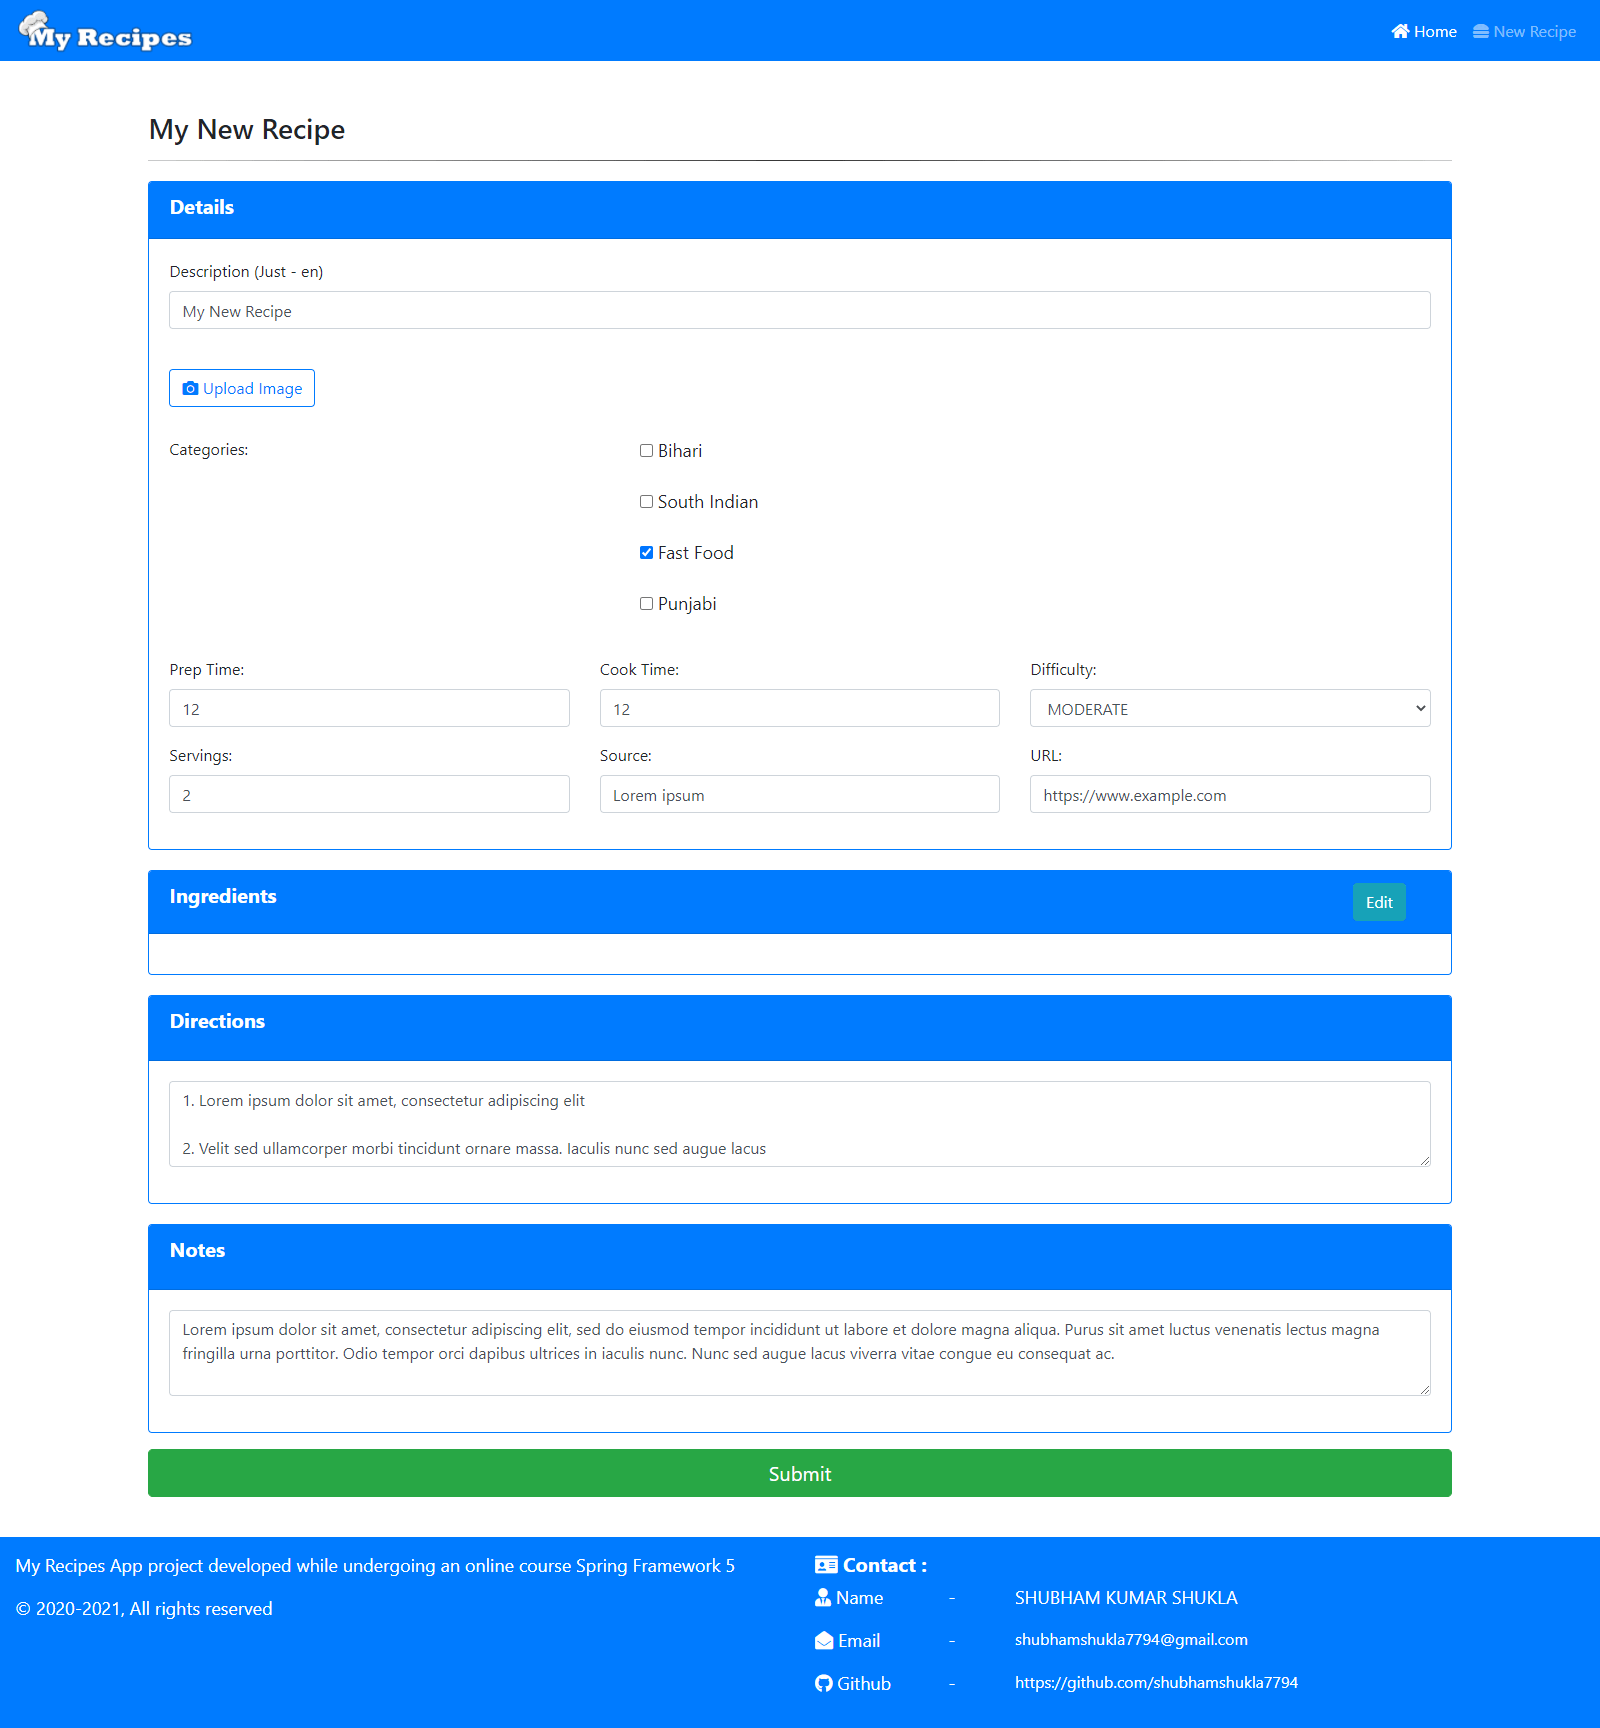 My Recipes
Home New Recipe
My New Recipe
Details
Description (Just - en)
My New Recipe
Upload Image
Categories:
Bihari
South Indian
Fast Food
Punjabi
Prep Time: Cook Time: Difficulty:
12 12 MODERATE
Servings: Source: URL:
2 Lorem ipsum https://www.example.com
Ingredients Edit
Directions
1. Lorem ipsum dolor sit amet, consectetur adipiscing elit
2. Velit sed ullamcorper morbi tincidunt ornare massa. Iaculis nunc sed augue lacus
Notes
Lorem ipsum dolor sit amet, consectetur adipiscing elit, sed do eiusmod tempor incididunt ut labore et dolore magna aliqua. Purus sit amet luctus venenatis lectus magna
fringilla urna porttitor. Odio tempor orci dapibus ultrices in iaculis nunc. Nunc sed augue lacus viverra vitae congue eu consequat ac.
Submit
My Recipes App project developed while undergoing an online course Spring Framework 5
© 2020-2021, All rights reserved
Contact :
Name - SHUBHAM KUMAR SHUKLA
Email - shubhamshukla7794@gmail.com
Github - https://github.com/shubhamshukla7794